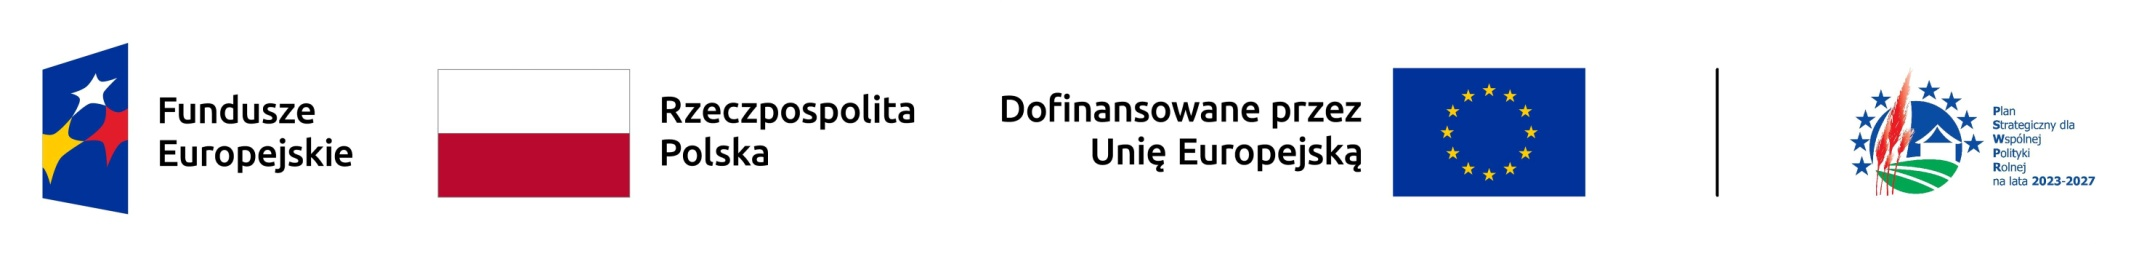 Fundusze
Europejskie
Rzeczpospolita
Polska
Dofinansowane przez
Unię Europejską
Plan
Strategiczny dla
Wspólnej
Polityki
Rolnej
na lata 2023-2027